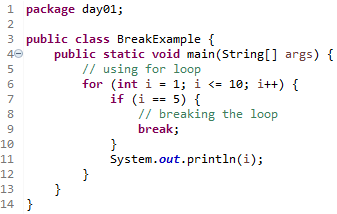 1 package day01;
2
3 public class BreakExample {
4     public static void main(String[] args) {
5         // using for loop
6         for (int i = 1; i <= 10; i++) {
7             if (i == 5) {
8                 // breaking the loop
9                 break;
10             }
11             System.out.println(i);
12         }
13     }
14 }